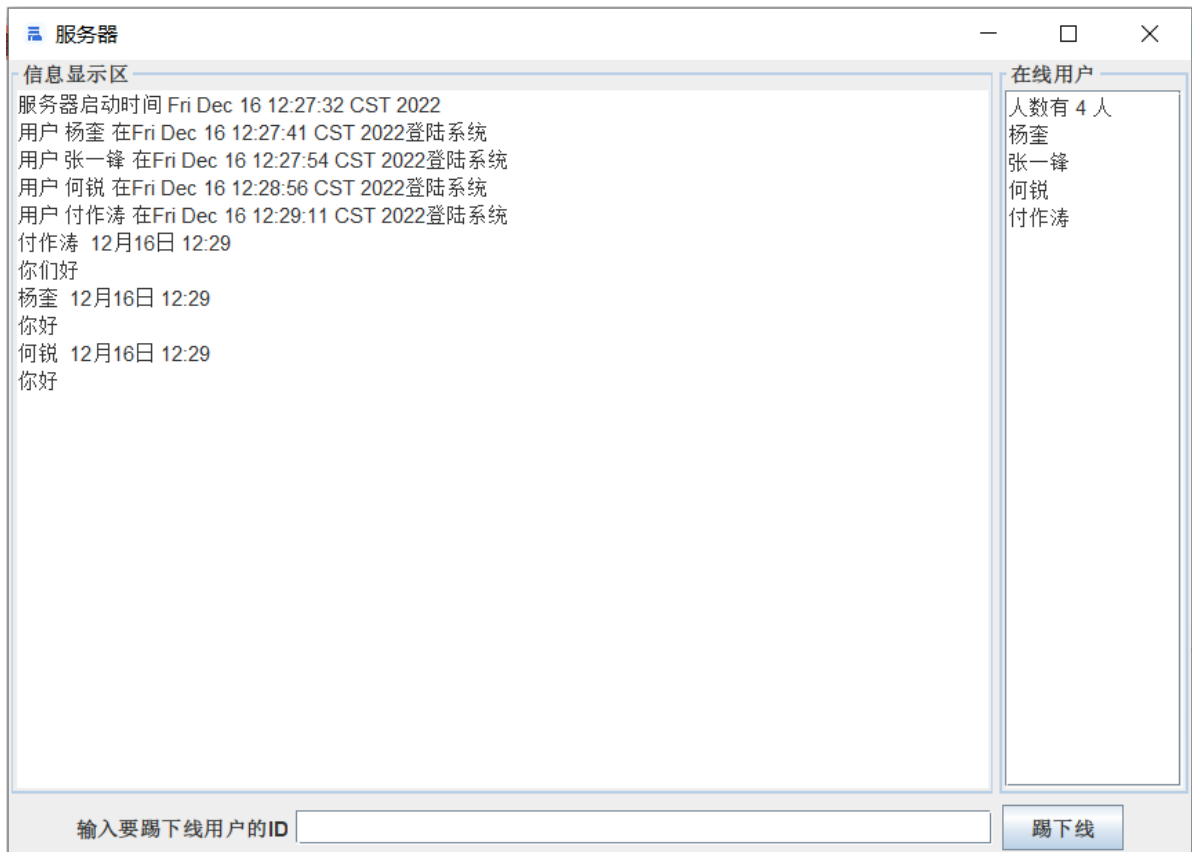 服务器
信息显示区
服务器启动时间 Fri Dec 16 12:27:32 CST 2022
用户 杨奎 在Fri Dec 16 12:27:41 CST 2022登陆系统
用户 张一锋 在Fri Dec 16 12:27:54 CST 2022登陆系统
用户 何锐 在Fri Dec 16 12:28:56 CST 2022登陆系统
用户 付作涛 在Fri Dec 16 12:29:11 CST 2022登陆系统
付作涛  12月16日 12:29
你们好
杨奎  12月16日 12:29
你好
何锐  12月16日 12:29
你好
在线用户
人数有 4 人
杨奎
张一锋
何锐
付作涛
输入要踢下线用户的ID
踢下线